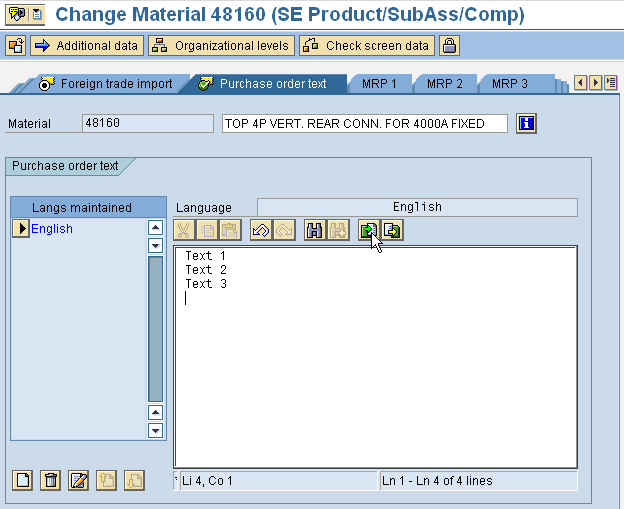 Change Material 48160 (SE Product/SubAss/Comp)
Additional data Organizational levels Check screen data
Foreign trade import Purchase order text MRP 1 MRP 2 MRP 3
Material 48160 TOP 4P VERT. REAR CONN. FOR 4000A FIXED
Purchase order text
Langs maintained
Language English
English
Text 1
Text 2
Text 3
Li 4, Co 1 Ln 1 - Ln 4 of 4 lines